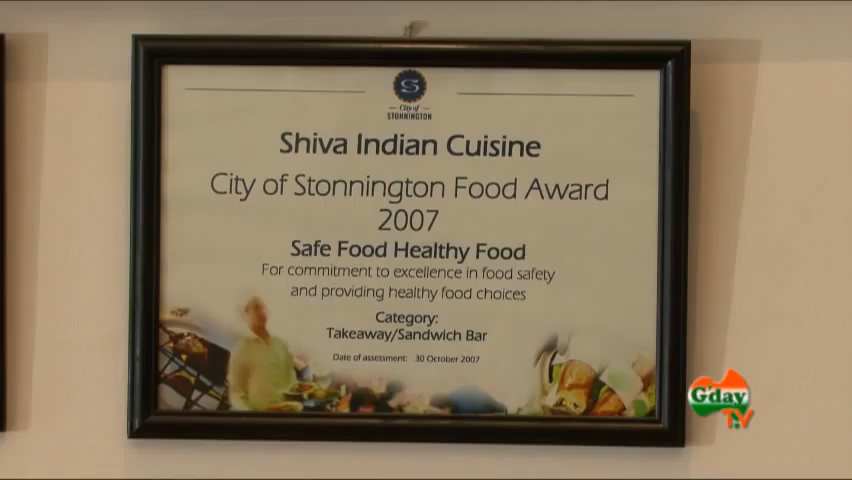 S
City of
STONNINGTON
Shiva Indian Cuisine
City of Stonnington Food Award
2007
Safe Food Healthy Food
For commitment to excellence in food safety
and providing healthy food choices
Category:
Takeaway/Sandwich Bar
Date of assessment: 30 October 2007
G'day
TV